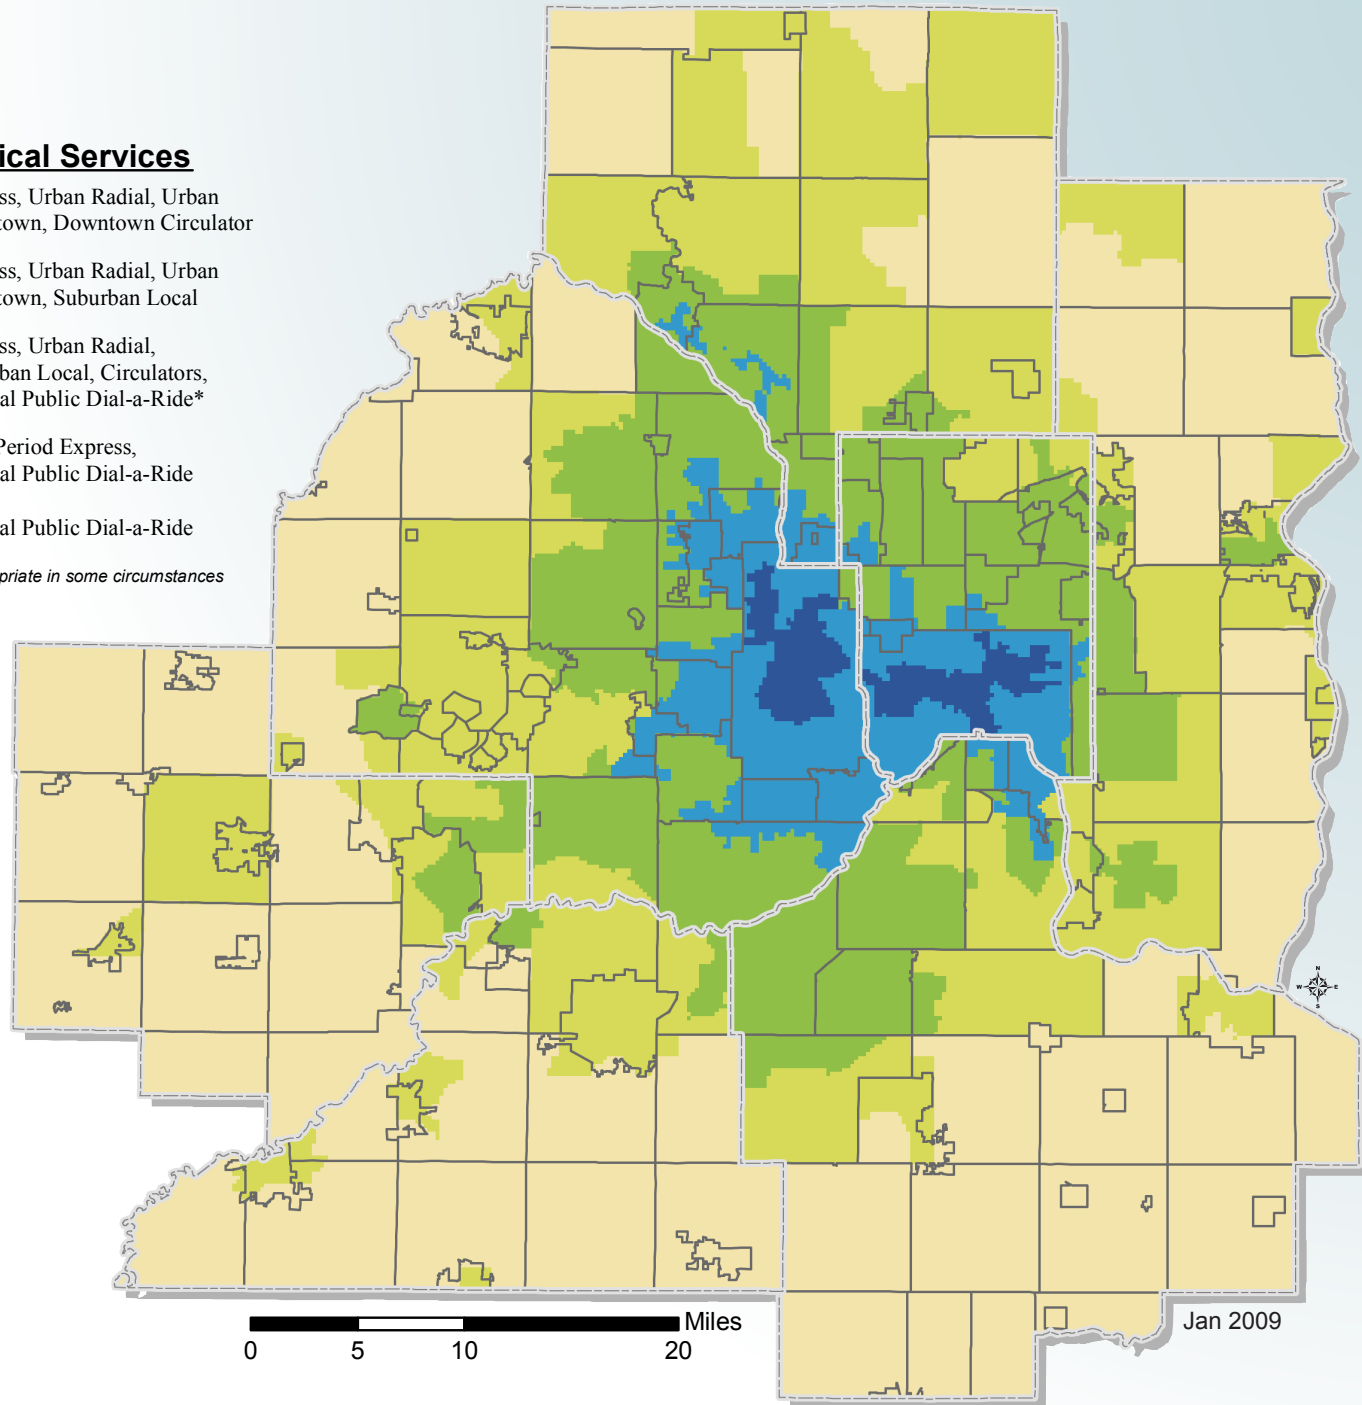 ical Services
ss, Urban Radial, Urban
town, Downtown Circulator
ss, Urban Radial, Urban
town, Suburban Local
ss, Urban Radial,
ban Local, Circulators,
al Public Dial-a-Ride*
Period Express,
al Public Dial-a-Ride
al Public Dial-a-Ride
priate in some circumstances
N
W E
S
Miles
0 5 10 20
Jan 2009